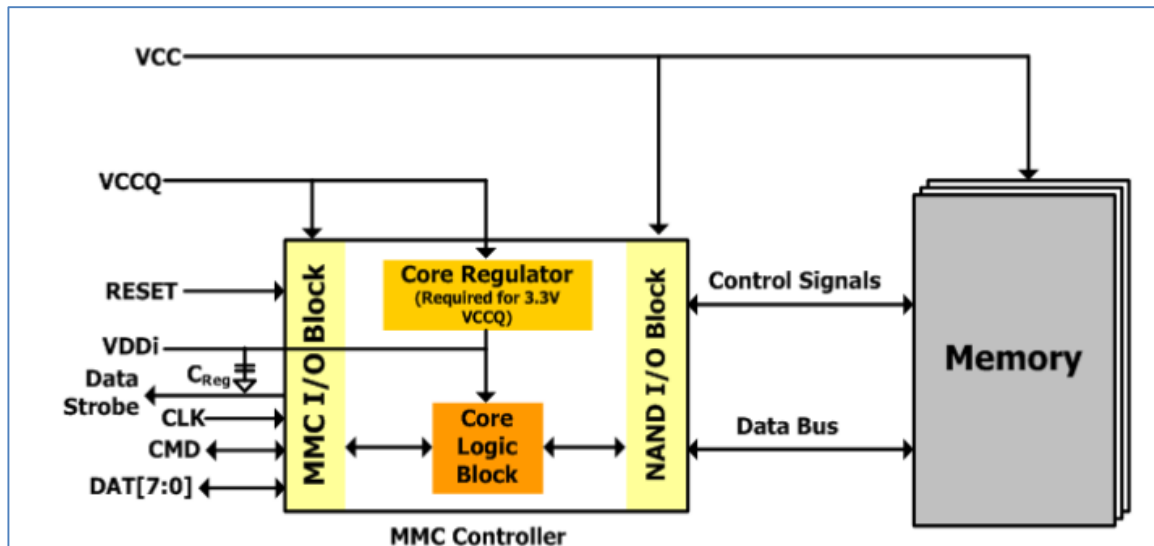 VCC
VCCQ
Core Regulator
(Required for 3.3V
VCCQ)
RESET
Control Signals
VDDi
CReg
Data
Strobe
CLK
CMD
DAT[7:0]
MMC I/O Block
Core
Logic
Block
NAND I/O Block
Data Bus
Memory
MMC Controller